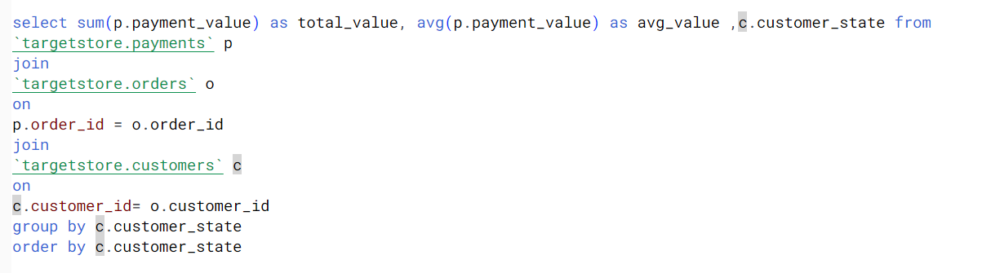 select sum(p.payment_value) as total_value, avg(p.payment_value) as avg_value ,c.customer_state from
`targetstore.payments` p
join
`targetstore.orders` o
on
p.order_id = o.order_id
join
`targetstore.customers` c
on
c.customer_id= o.customer_id
group by c.customer_state
order by c.customer_state